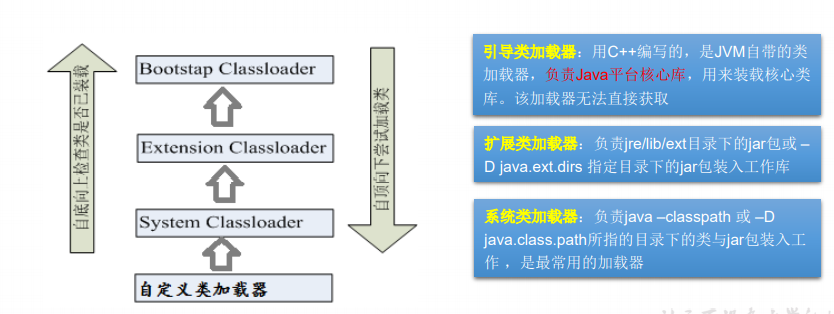 自底向上检查类是否已装载
Bootstap Classloader
Extension Classloader
System Classloader
自定义类加载器
自顶向下尝试加载类
引导类加载器：用C++编写的，是JVM自带的类
加载器，负责Java平台核心库，用来装载核心类
库。该加载器无法直接获取
扩展类加载器：负责jre/lib/ext目录下的jar包或 –
D java.ext.dirs 指定目录下的jar包装入工作库
系统类加载器：负责java –classpath 或 –D
java.class.path所指的目录下的类与jar包装入工
作 ，是最常用的加载器